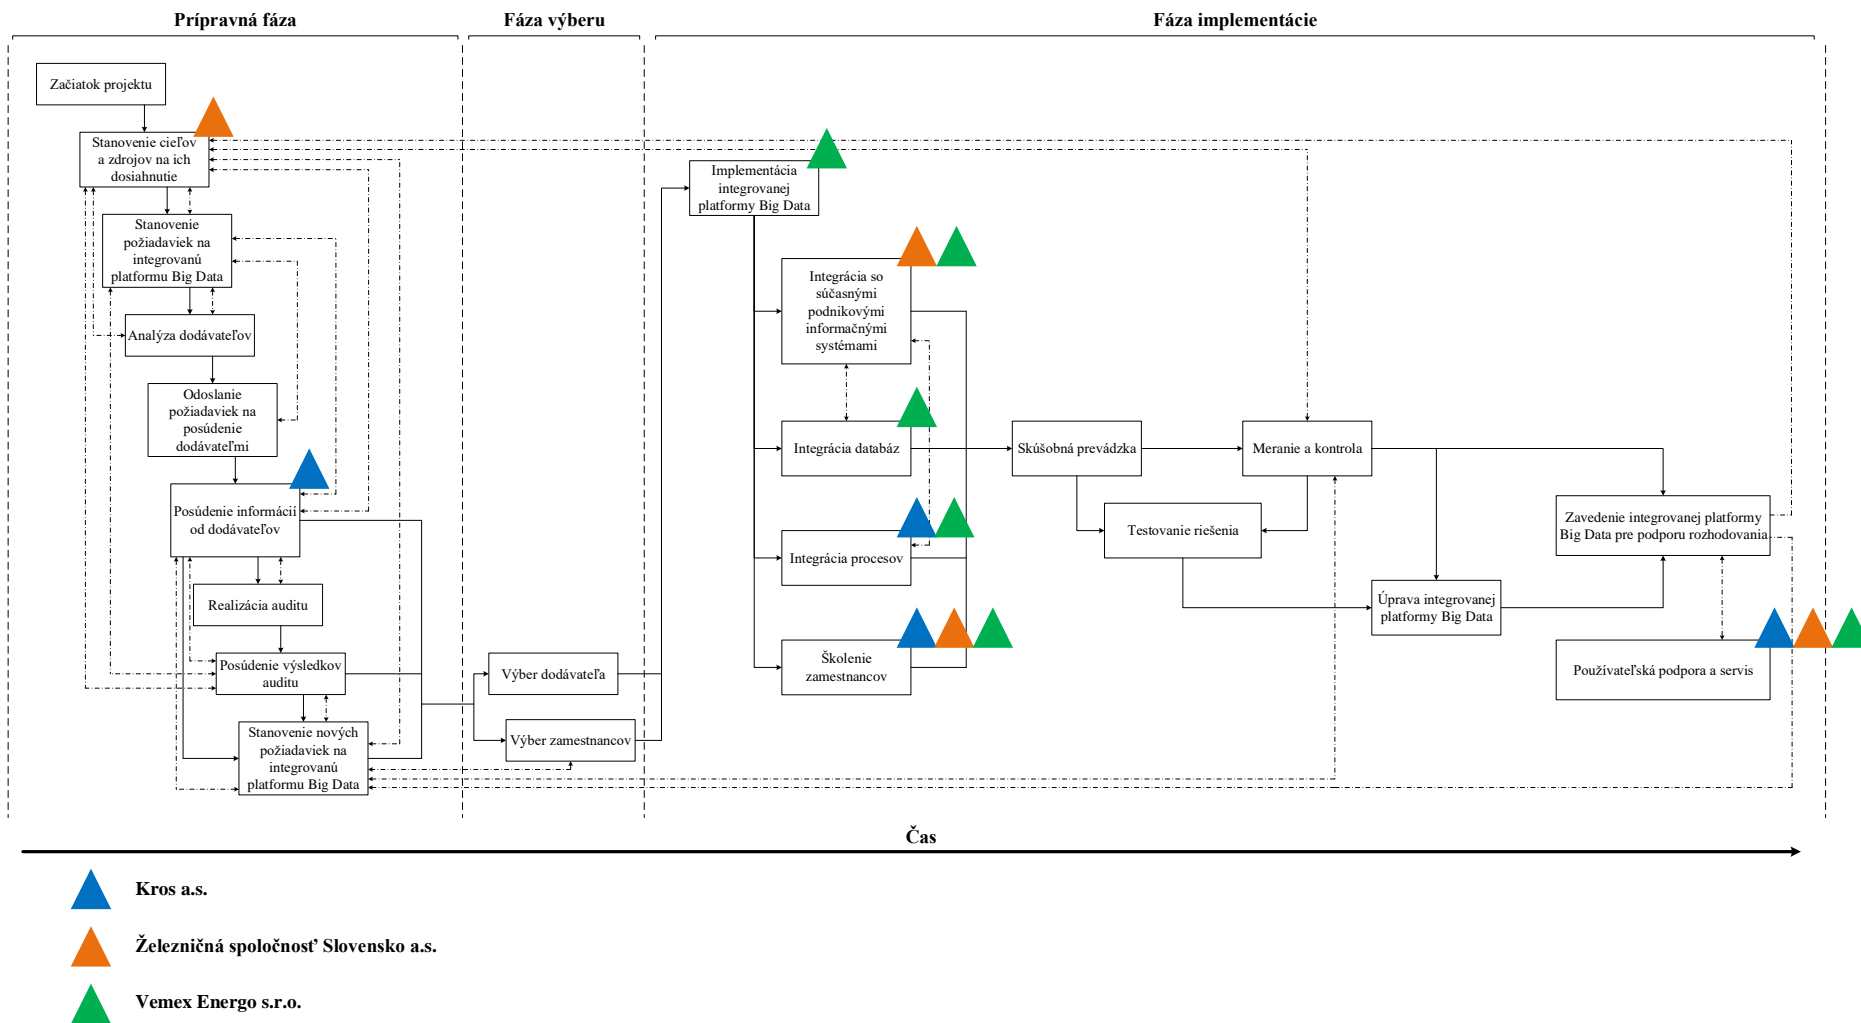 Prípravná fáza
Fáza výberu
Fáza implementácie
Začiatok projektu
Stanovenie cieľov
a zdrojov na ich
dosiahnutie
Stanovenie
požiadaviek na
integrovanú
platformu Big Data
Analýza dodávateľov
Odoslanie
požiadaviek na
posúdenie
dodávateľmi
Posúdenie informácií
od dodávateľov
Realizácia auditu
Posúdenie výsledkov
auditu
Stanovenie nových
požiadaviek na
integrovanú
platformu Big Data
Výber dodávateľa
Výber zamestnancov
Implementácia
integrovanej
platformy Big Data
Integrácia so
súčasnými
podnikovými
informačnými
systémami
Integrácia databáz
Integrácia procesov
Školenie
zamestnancov
Skúšobná prevádzka
Testovanie riešenia
Meranie a kontrola
Úprava integrovanej
platformy Big Data
Zavedenie integrovanej platformy
Big Data pre podporu rozhodovania
Používateľská podpora a servis
Čas
Kros a.s.
Železničná spoločnosť Slovensko a.s.
Vemex Energo s.r.o.